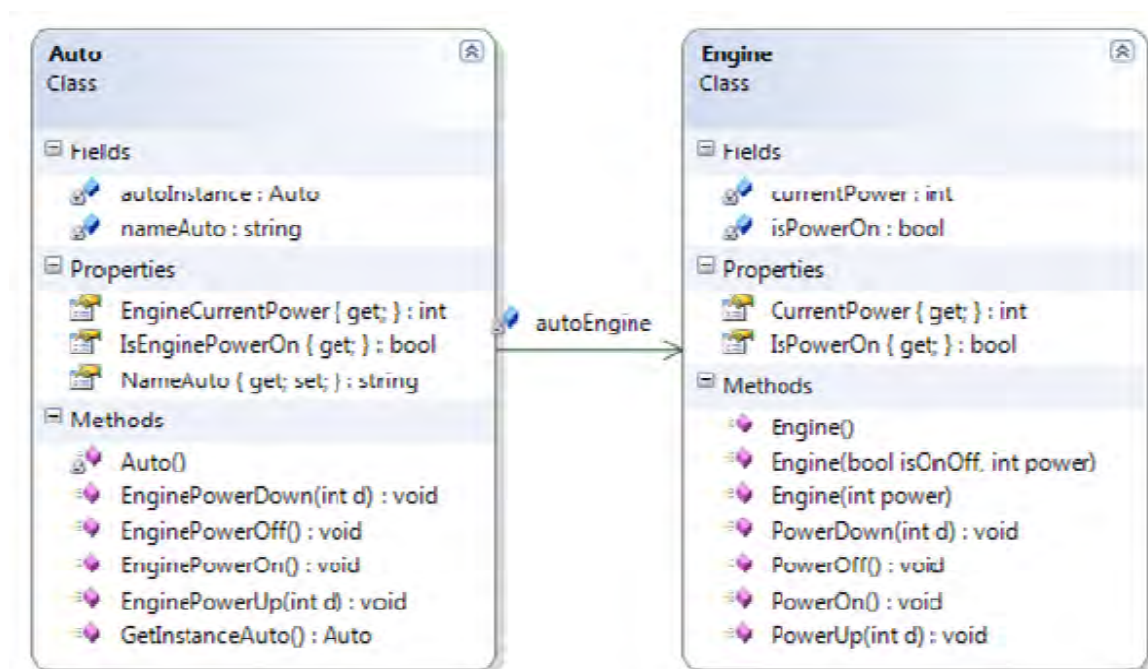 Auto
Class
Fields
autoInstance : Auto
nameAuto : string
Properties
EngineCurrentPower { get; } : int
IsEnginePowerOn { get; } : bool
NameAuto { get; set; } : string
Methods
Auto()
EnginePowerDown(int d) : void
EnginePowerOff() : void
EnginePowerOn() : void
EnginePowerUp(int d) : void
GetInstanceAuto() : Auto
autoEngine
Engine
Class
Fields
currentPower : int
isPowerOn : bool
Properties
CurrentPower { get; } : int
IsPowerOn { get; } : bool
Methods
Engine()
Engine(bool isOnOff, int power)
Engine(int power)
PowerDown(int d) : void
PowerOff() : void
PowerOn() : void
PowerUp(int d) : void